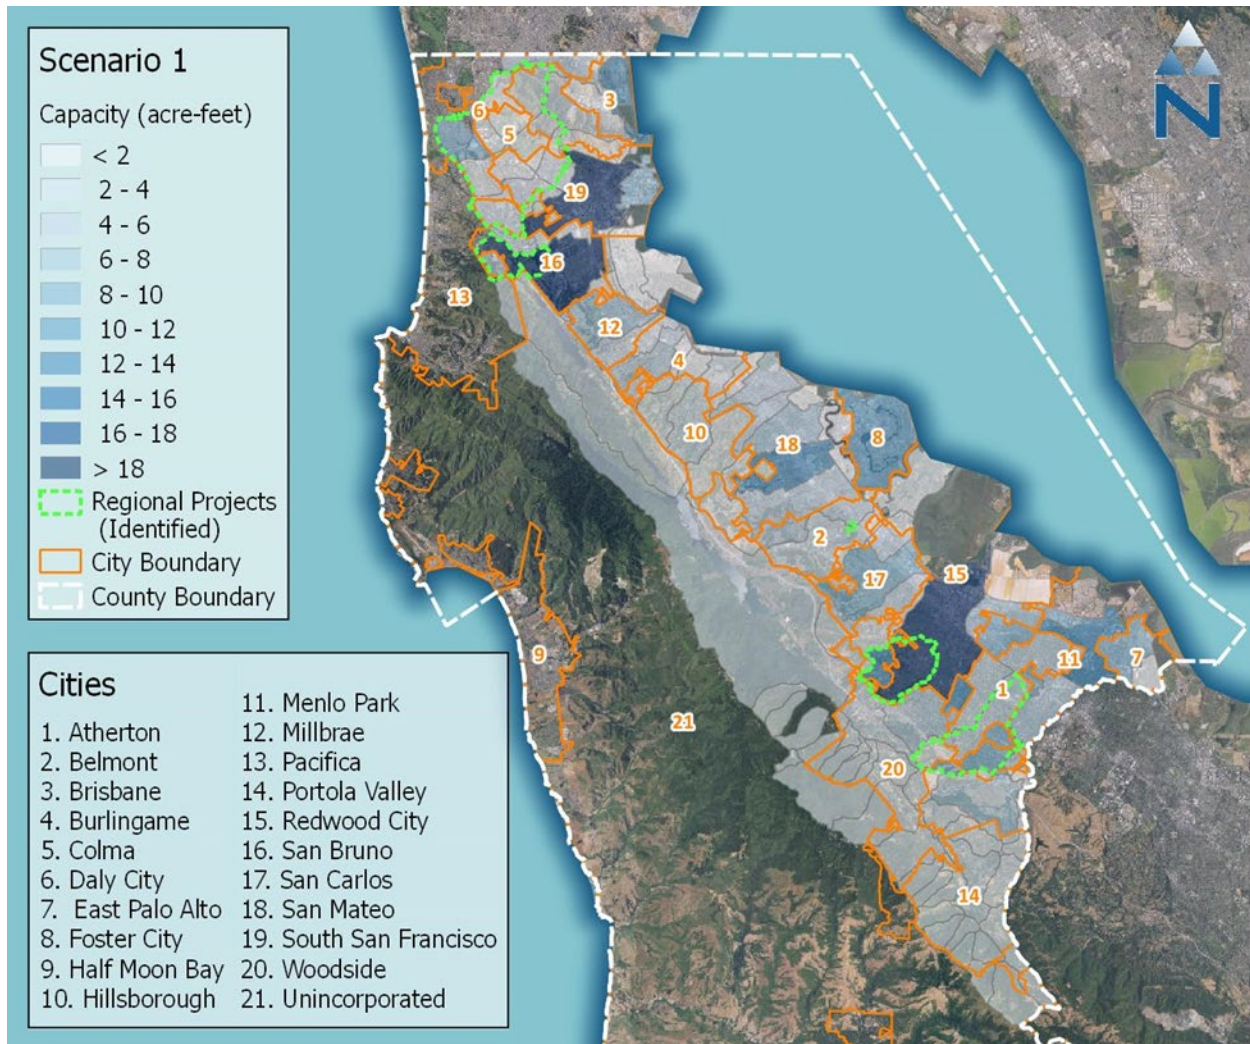 Scenario 1
Capacity (acre-feet)
< 2
2 - 4
4 - 6
6 - 8
8 - 10
10 - 12
12 - 14
14 - 16
16 - 18
> 18
Regional Projects
(Identified)
City Boundary
County Boundary
N
3
6
5
19
16
13
12
4
10
18
8
2
17
15
9
11
7
1
21
20
14
Cities
1. Atherton
2. Belmont
3. Brisbane
4. Burlingame
5. Colma
6. Daly City
7. East Palo Alto
8. Foster City
9. Half Moon Bay
10. Hillsborough
11. Menlo Park
12. Millbrae
13. Pacifica
14. Portola Valley
15. Redwood City
16. San Bruno
17. San Carlos
18. San Mateo
19. South San Francisco
20. Woodside
21. Unincorporated